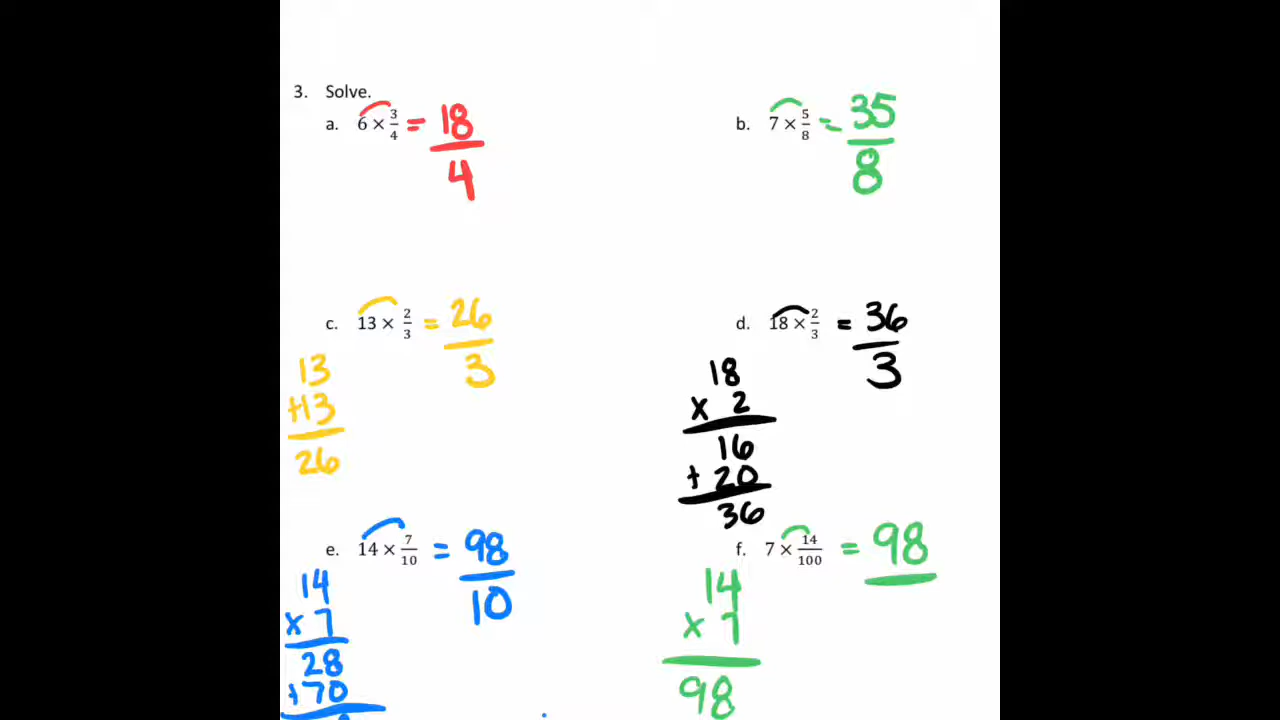 3. Solve.
a. 6 × 3/4 = 18/4
b. 7 × 5/8 = 35/8
c. 13 × 2/3 = 26/3
13
+13
26
d. 18 × 2/3 = 36/3
18
x 2
16
+ 20
36
e. 14 × 7/10 = 98/10
14
x 7
28
+70
f. 7 × 14/100 = 98
14
x 7
98